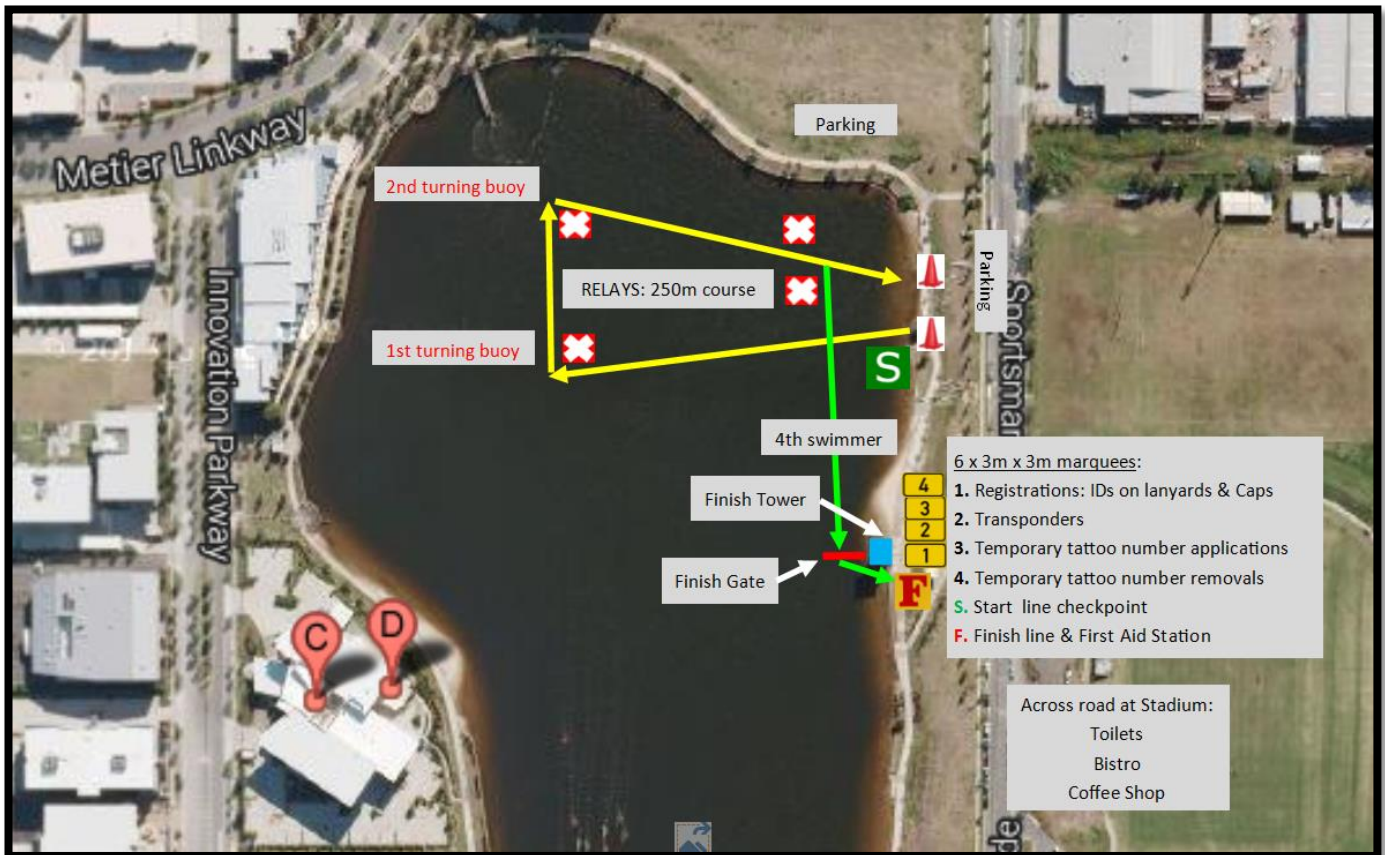 Metier Linkway
Parking
2nd turning buoy
RELAYS: 250m course
Parking
Innovation Parkway
1st turning buoy
S
4th swimmer
Finish Tower
Finish Gate
4
3
2
1
F
6 x 3m x 3m marquees:
1. Registrations: IDs on lanyards & Caps
2. Transponders
3. Temporary tattoo number applications
4. Temporary tattoo number removals
S. Start line checkpoint
F. Finish line & First Aid Station
C
D
Across road at Stadium:
Toilets
Bistro
Coffee Shop